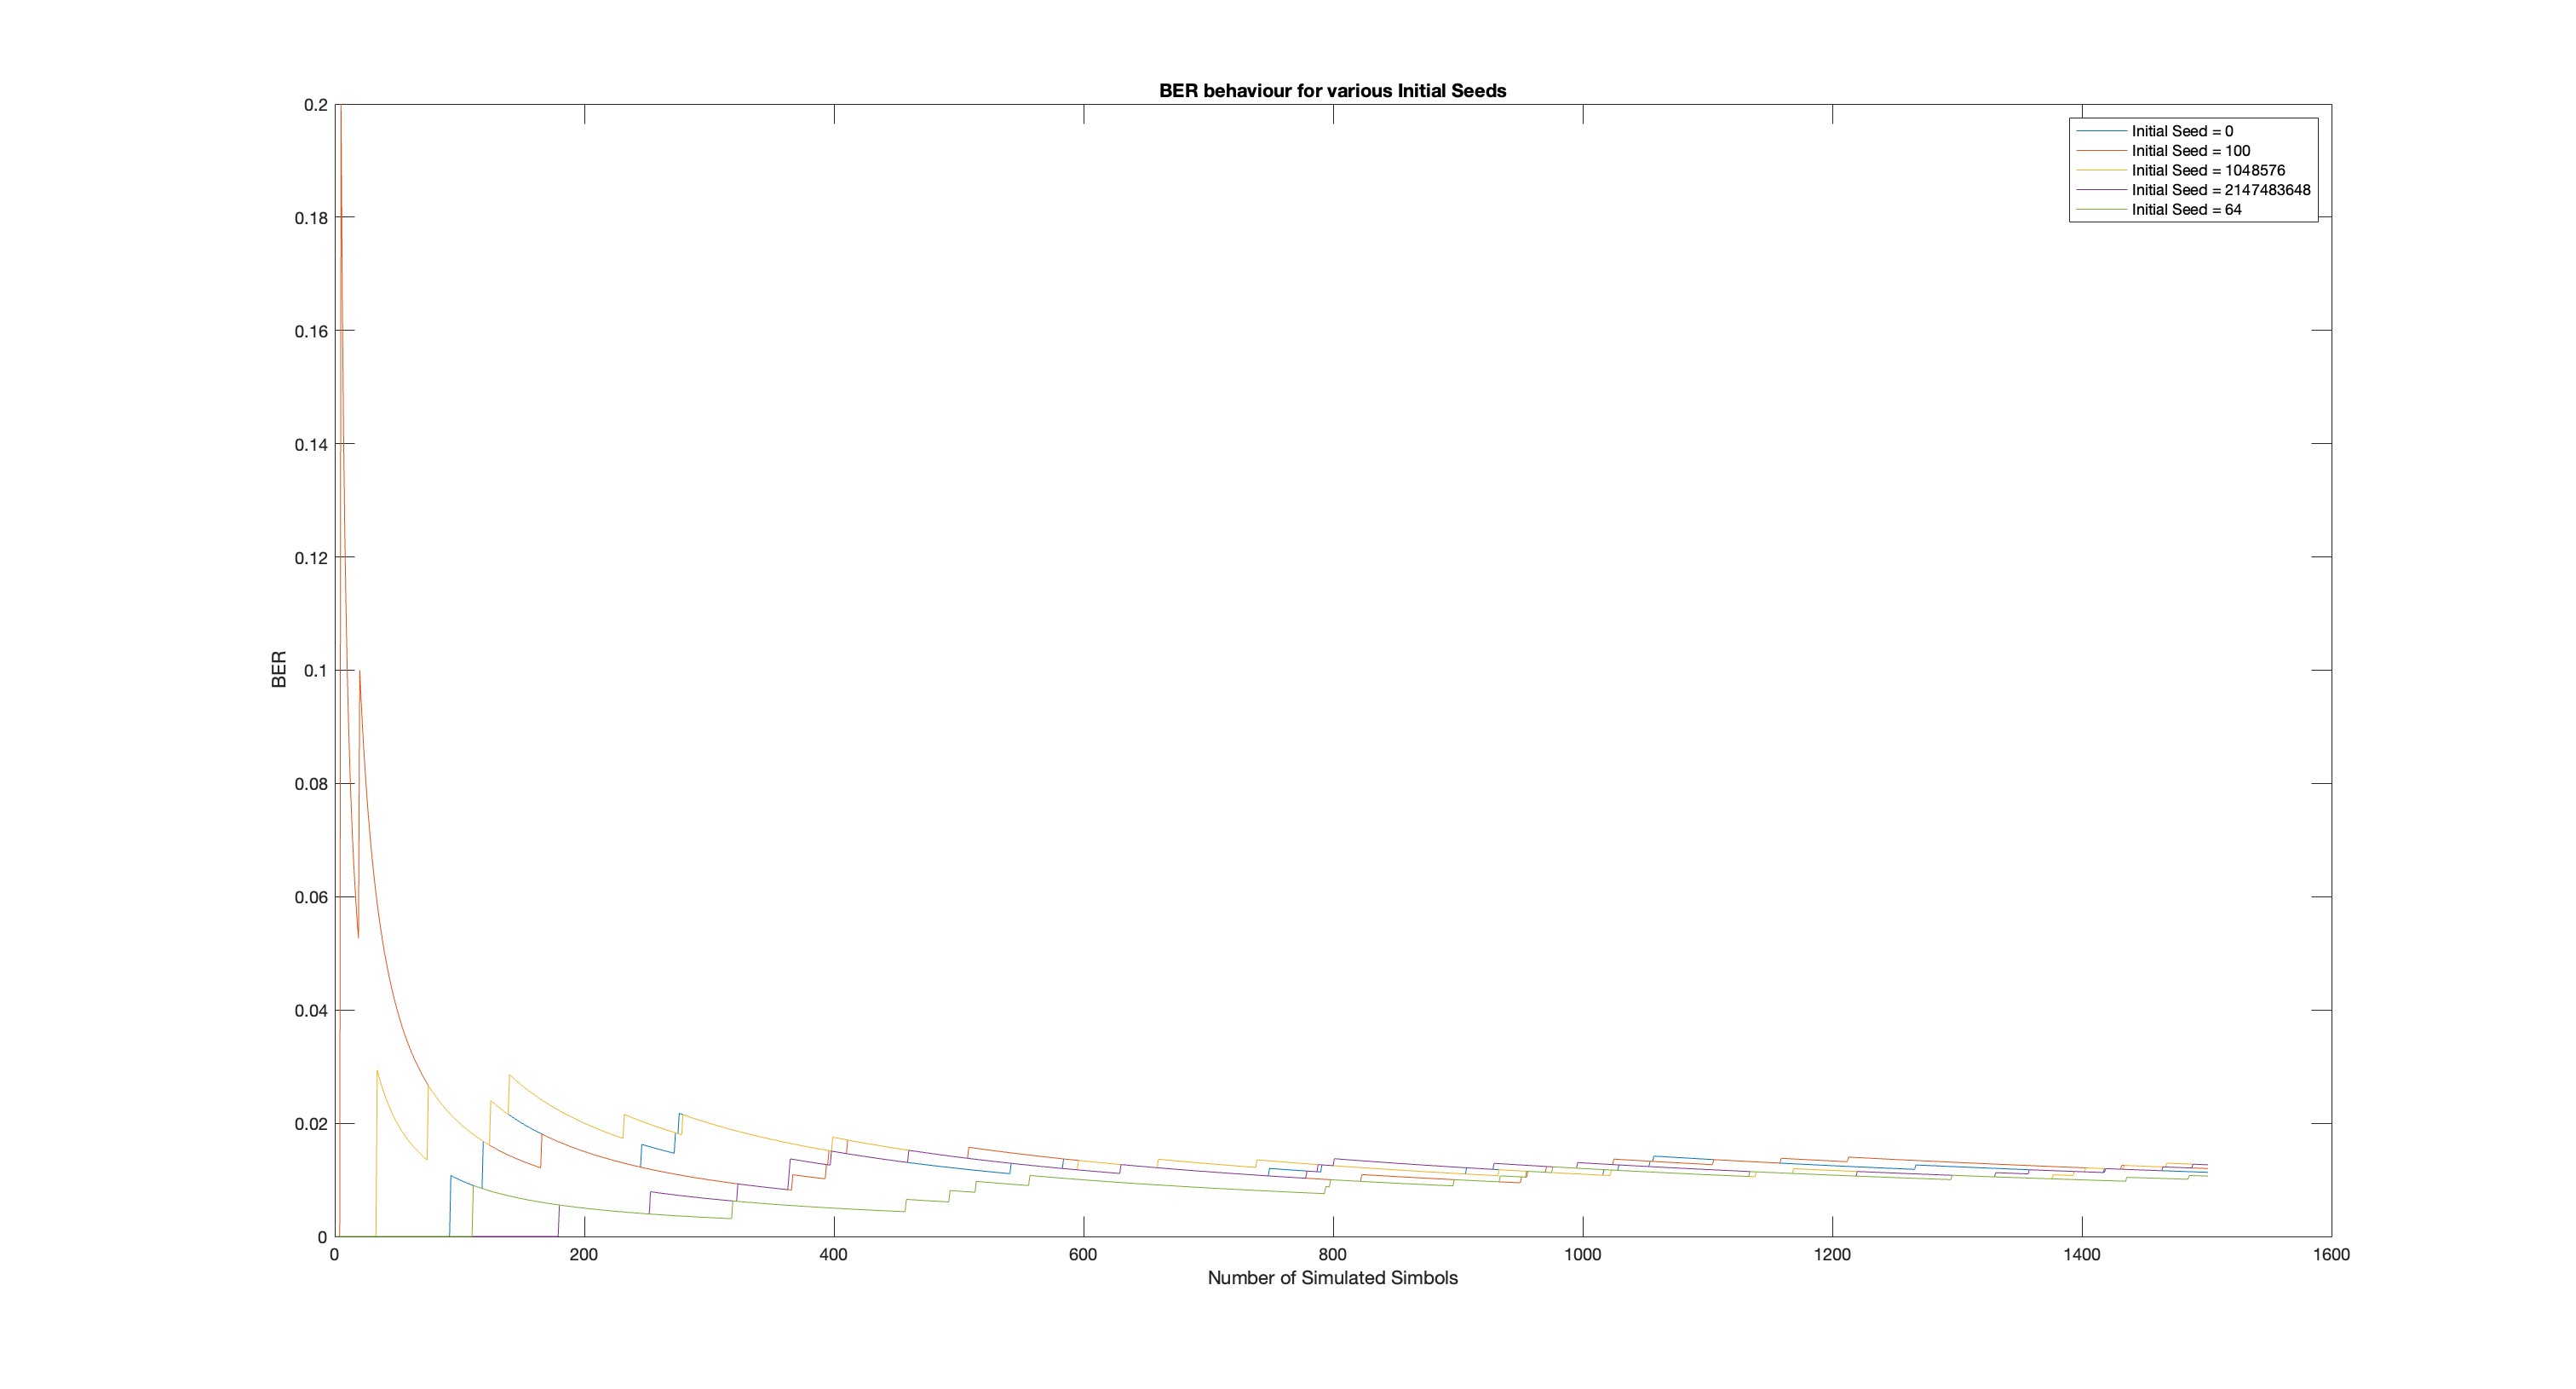 BER behaviour for various Initial Seeds
0.2
0.18
0.16
0.14
0.12
0.1
0.08
0.06
0.04
0.02
0
BER
Initial Seed = 0
Initial Seed = 100
Initial Seed = 1048576
Initial Seed = 2147483648
Initial Seed = 64
0 200 400 600 800 1000 1200 1400 1600
Number of Simulated Simbols